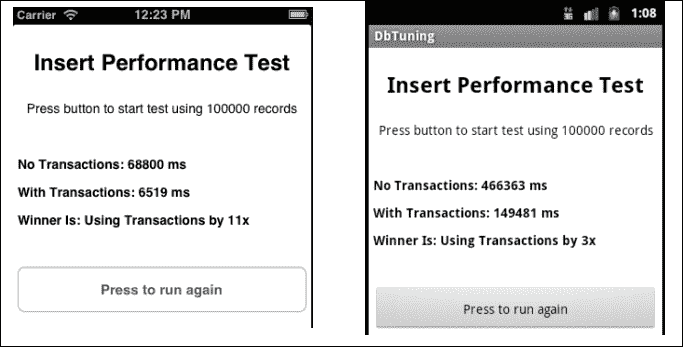 Carrier 12:23 PM
Insert Performance Test
Press button to start test using 100000 records
No Transactions: 68800 ms
With Transactions: 6519 ms
Winner Is: Using Transactions by 11x
Press to run again
3G 1:08
DbTuning
Insert Performance Test
Press button to start test using 100000 records
No Transactions: 466363 ms
With Transactions: 149481 ms
Winner Is: Using Transactions by 3x
Press to run again